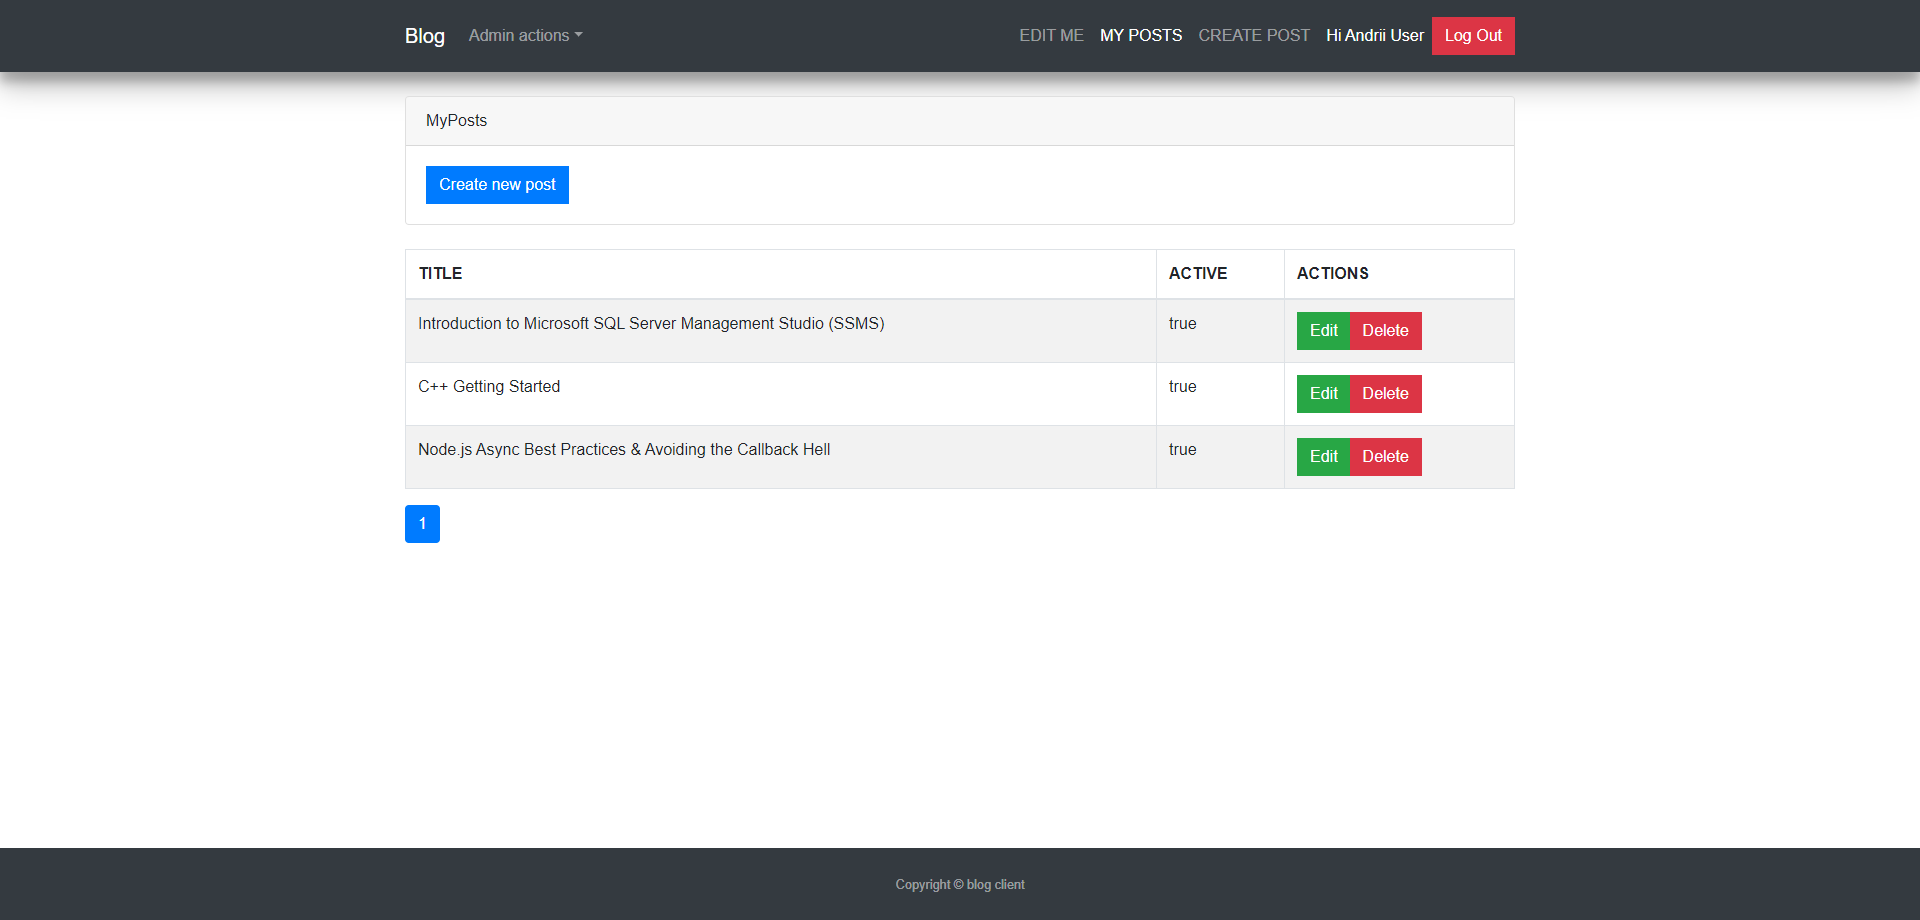 Blog Admin actions EDIT ME MY POSTS CREATE POST Hi Andrii User Log Out
MyPosts
Create new post
TITLE ACTIVE ACTIONS
Introduction to Microsoft SQL Server Management Studio (SSMS) true Edit Delete
C++ Getting Started true Edit Delete
Node.js Async Best Practices & Avoiding the Callback Hell true Edit Delete
1
Copyright © blog client